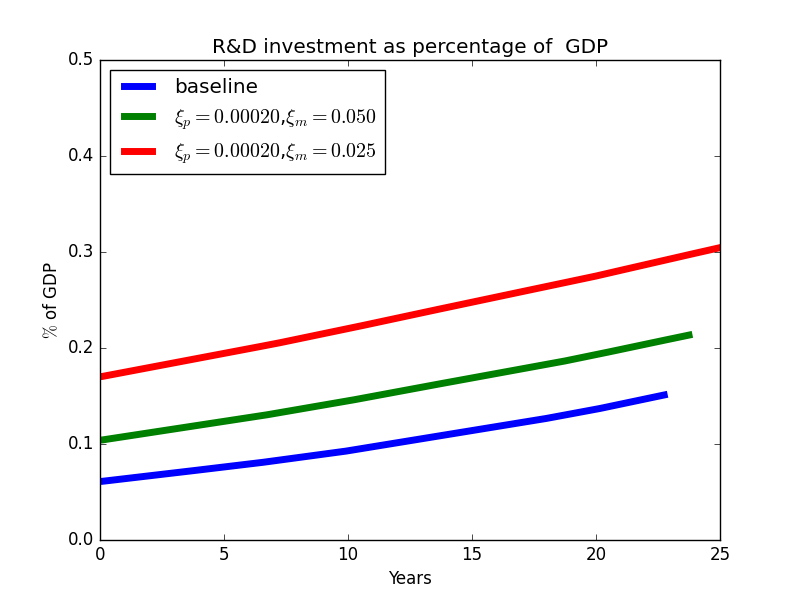 R&D investment as percentage of  GDP
0.5
baseline
ξp = 0.00020,ξm = 0.050
ξp = 0.00020,ξm = 0.025
0.4
0.3
% of GDP
0.2
0.1
0.0
0 5 10 15 20 25
Years